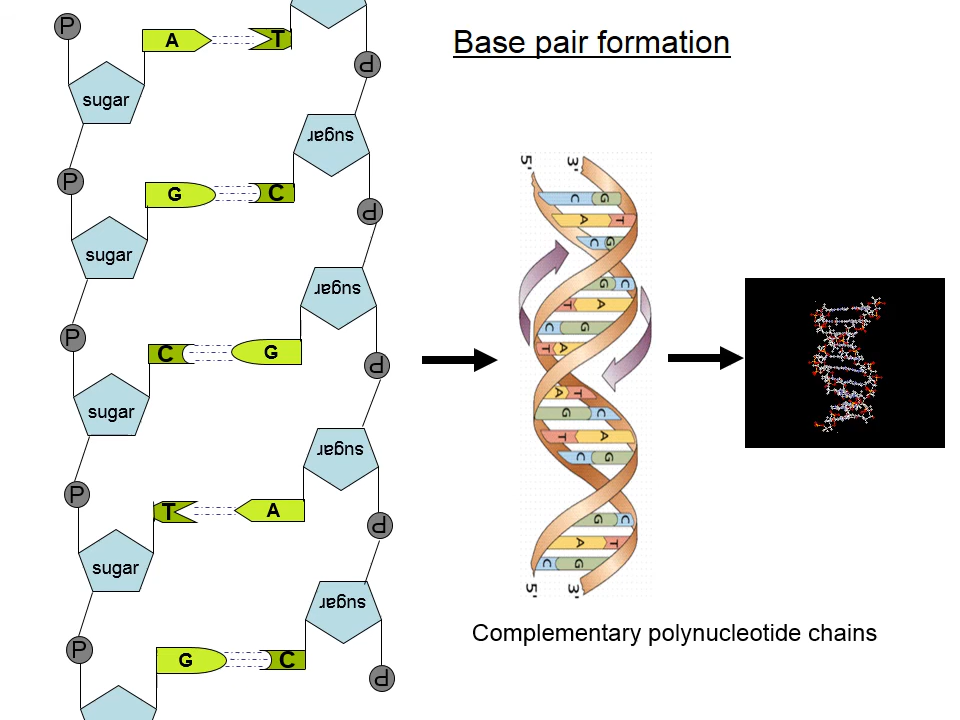 Base pair formation
P
A T
P
sugar
sugar
P
G C
P
sugar
sugar
P
C G
P
sugar
sugar
P
T A
P
sugar
sugar
P
G C
P
5' 3'
C G
A T
C G
G C
T A
C G
T A
A T
G C
T A
C G
G C
A T
C G
5' 3'
Complementary polynucleotide chains